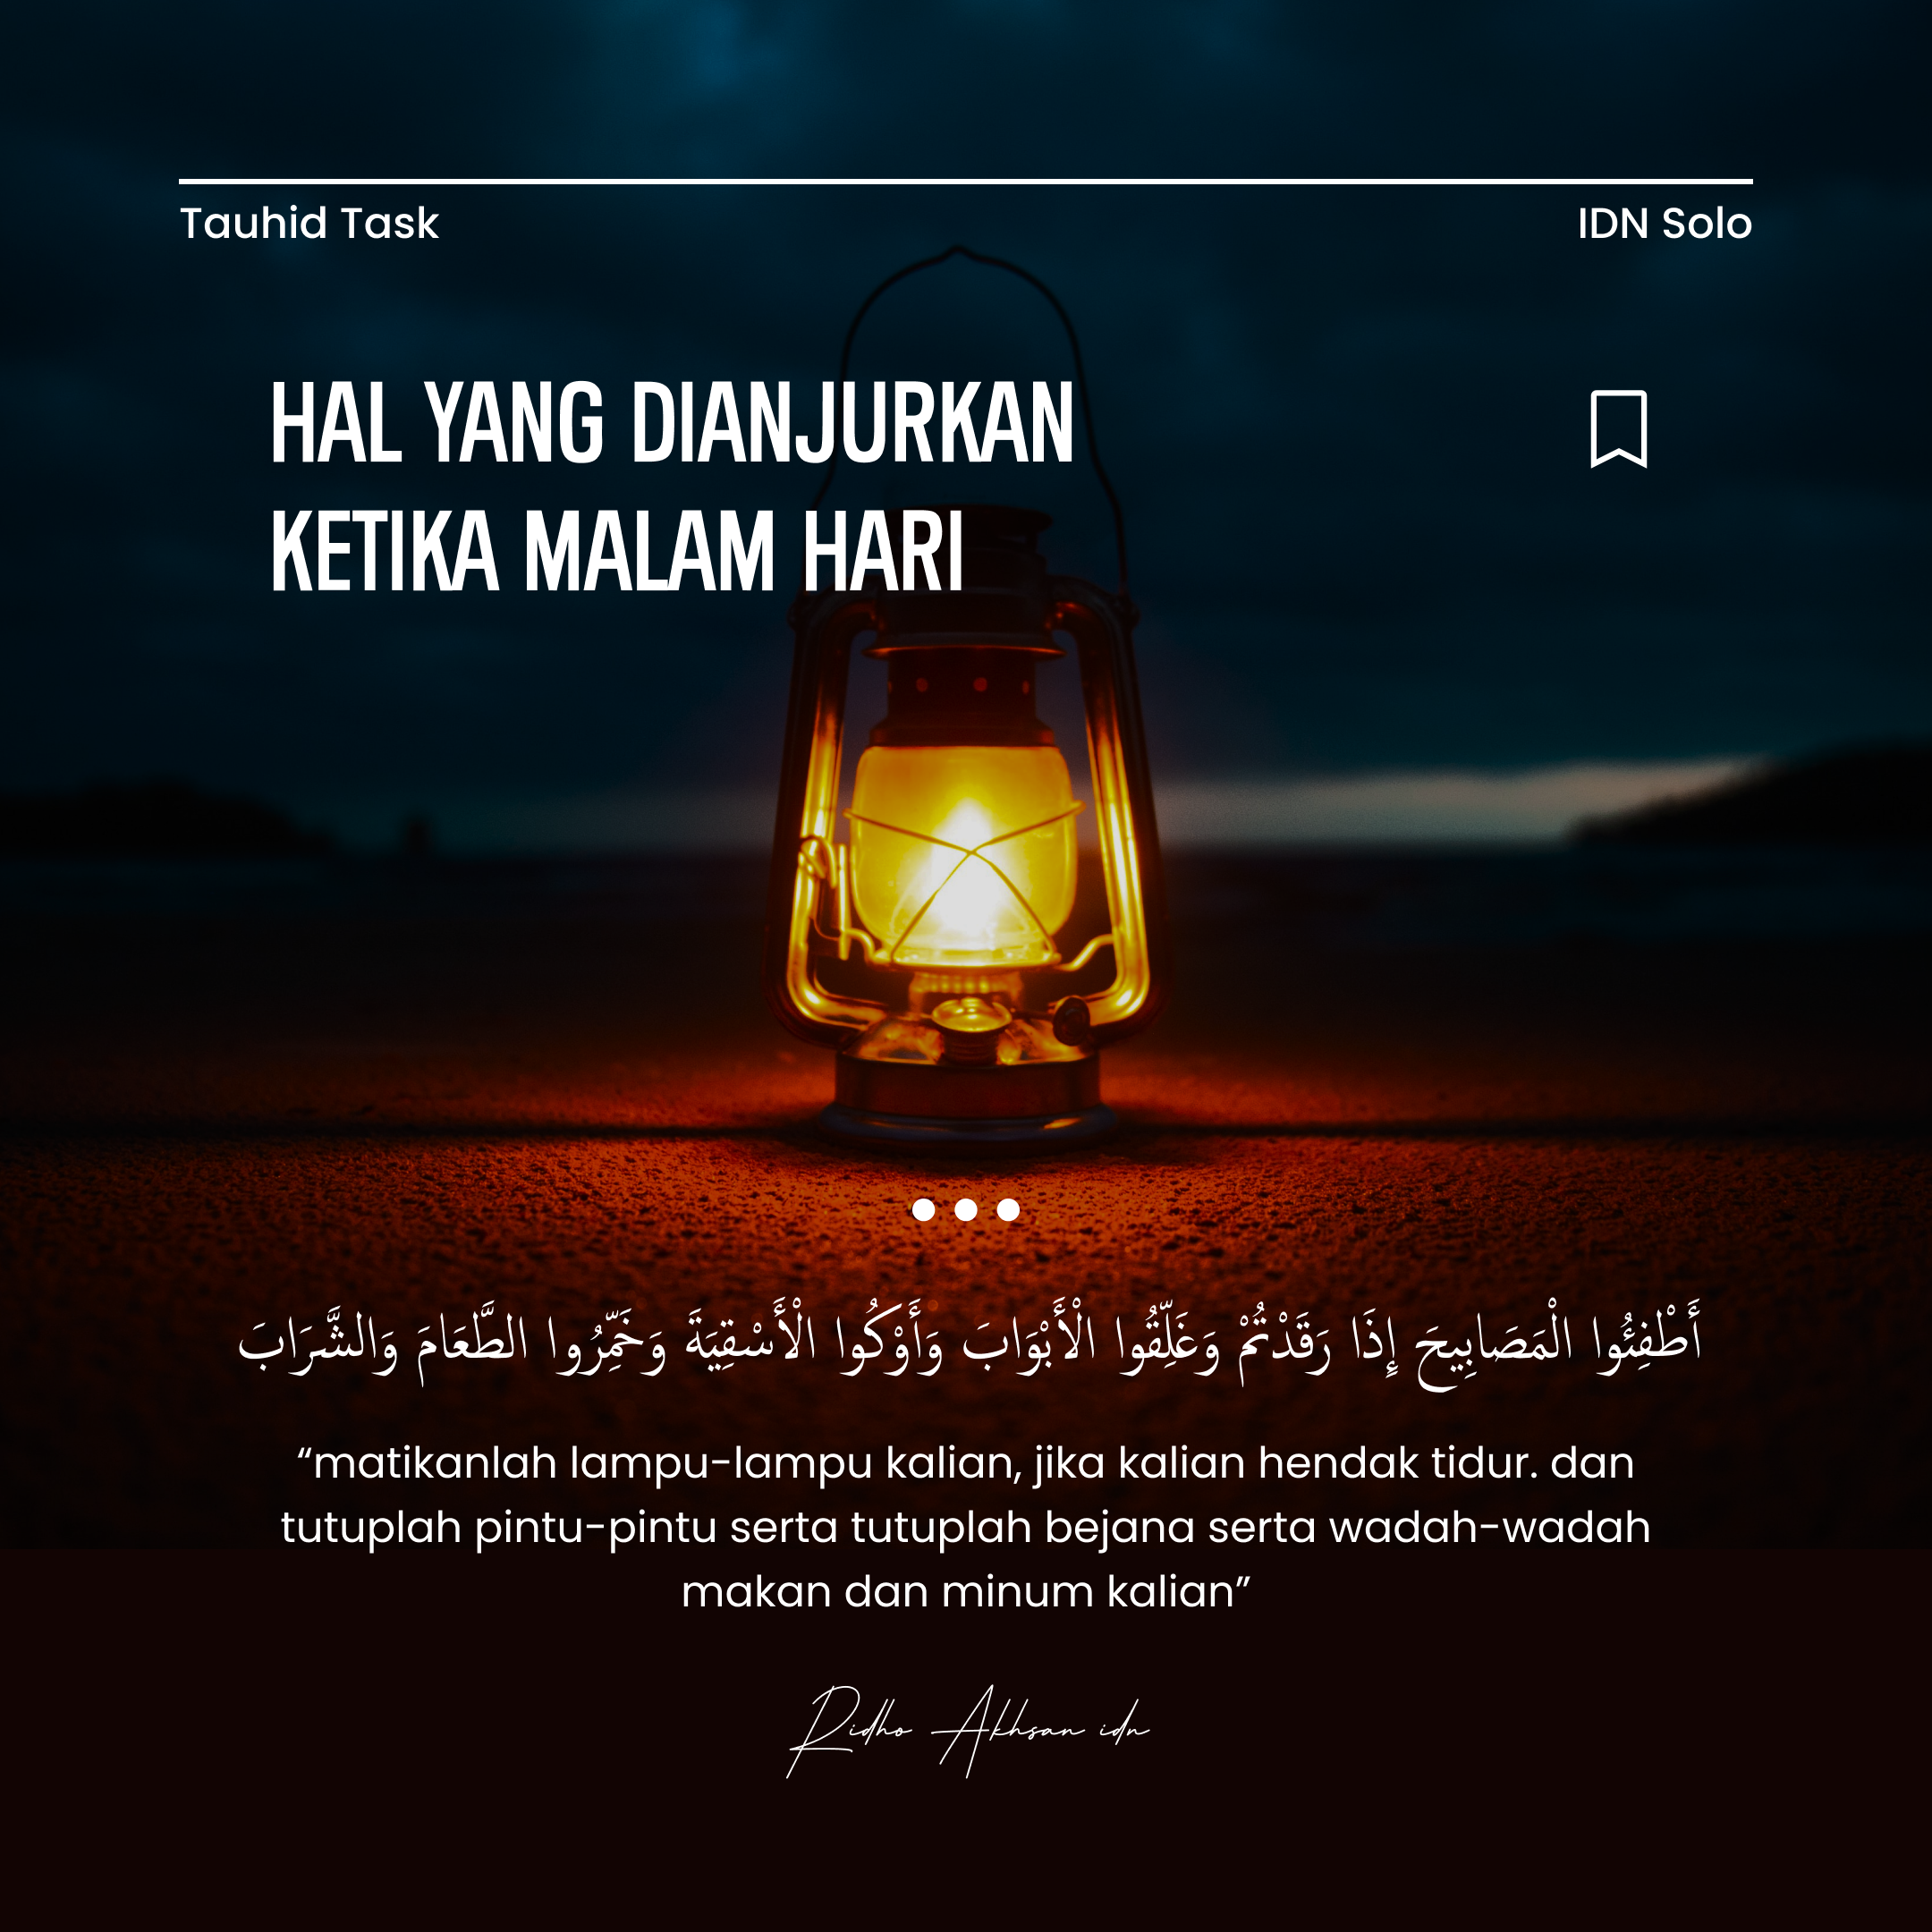 Tauhid Task
IDN Solo
HAL YANG DIANJURKAN
KETIKA MALAM HARI
أَطْفِئُوا الْمَصَابِيحَ إِذَا رَقَدْتُمْ وَغَلِّقُوا الْأَبْوَابَ وَأَوْكُوا الْأَسْقِيَةَ وَخَمِّرُوا الطَّعَامَ وَالشَّرَابَ
“matikanlah lampu-lampu kalian, jika kalian hendak tidur. dan
tutuplah pintu-pintu serta tutuplah bejana serta wadah-wadah
makan dan minum kalian”
Ridho Akhsan idn